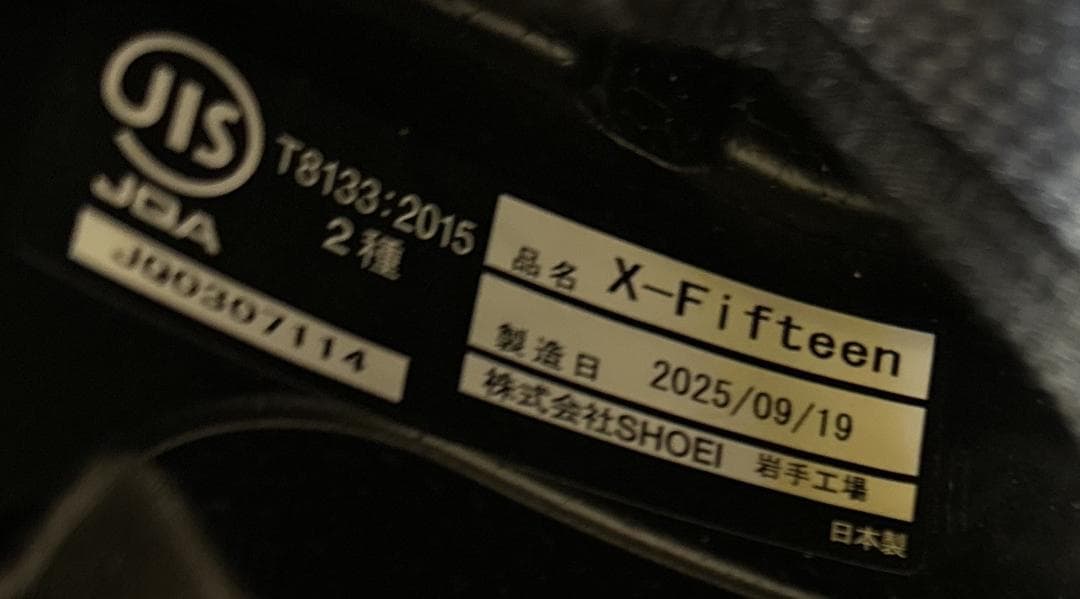 JIS
T8133:2015
2種
JQA
JQ0307114
品名 X-Fifteen
製造日 2025/09/19
株式会社SHOEI 岩手工場
日本製